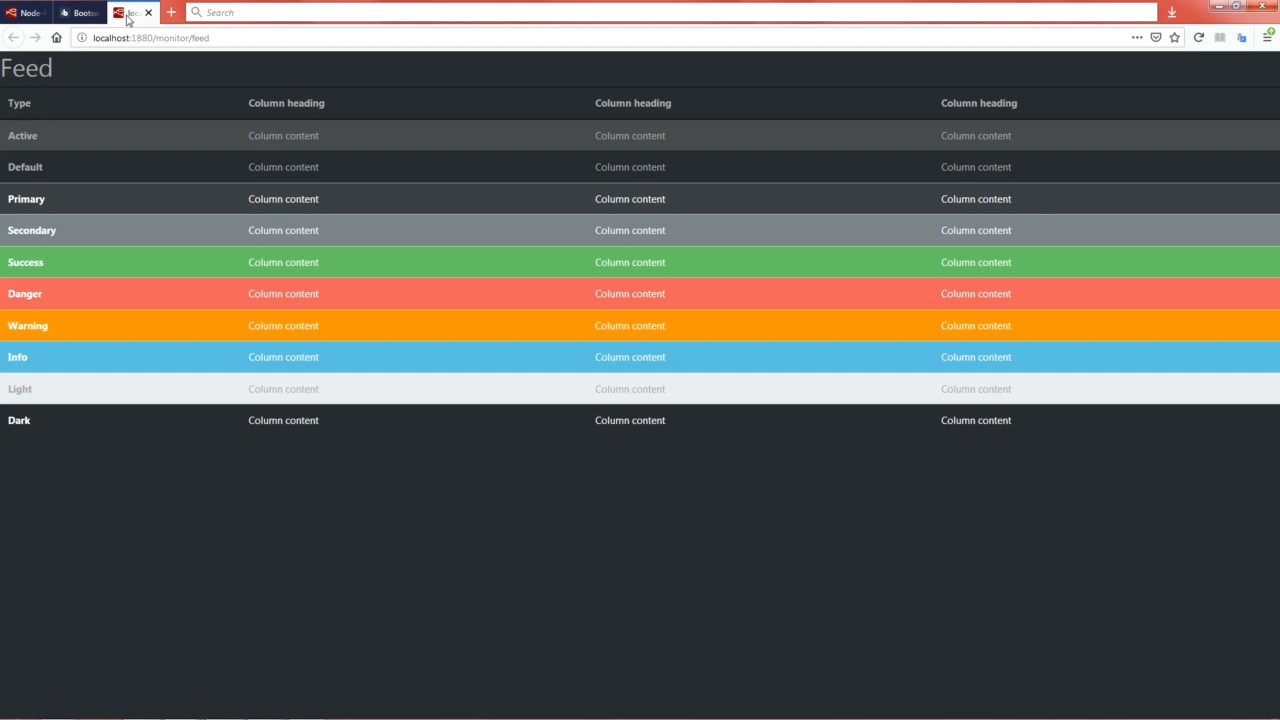 Node-
Bootsw
loc
Search
localhost:1880/monitor/feed
Feed
Type Column heading Column heading Column heading
Active Column content Column content Column content
Default Column content Column content Column content
Primary Column content Column content Column content
Secondary Column content Column content Column content
Success Column content Column content Column content
Danger Column content Column content Column content
Warning Column content Column content Column content
Info Column content Column content Column content
Light Column content Column content Column content
Dark Column content Column content Column content